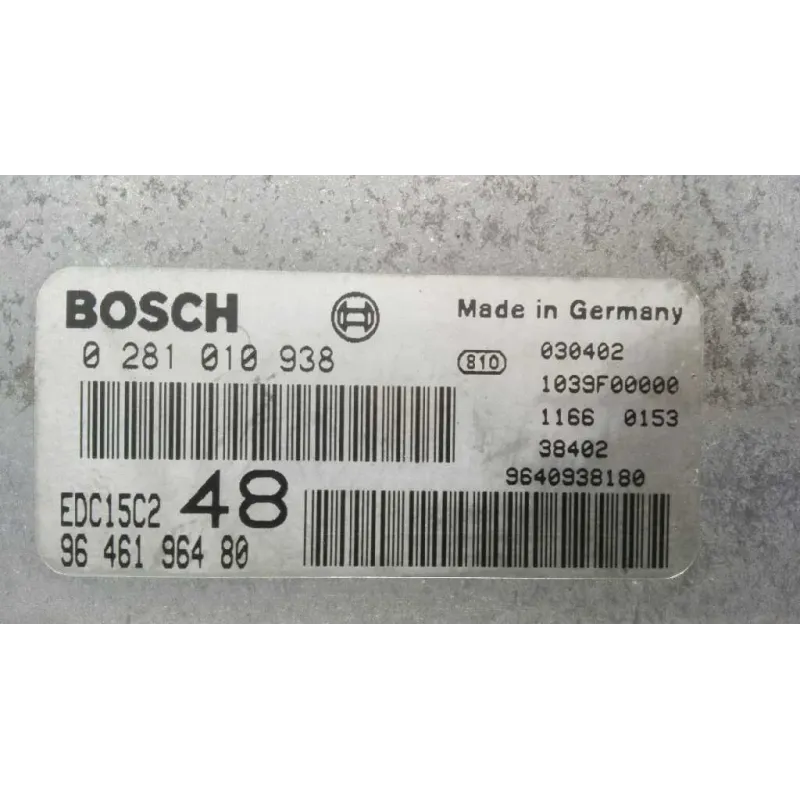 BOSCH
Made in Germany
0 281 010 938
810
030402
1039F00000
1166 0153
38402
9640938180
EDC15C2 48
96 461 964 80